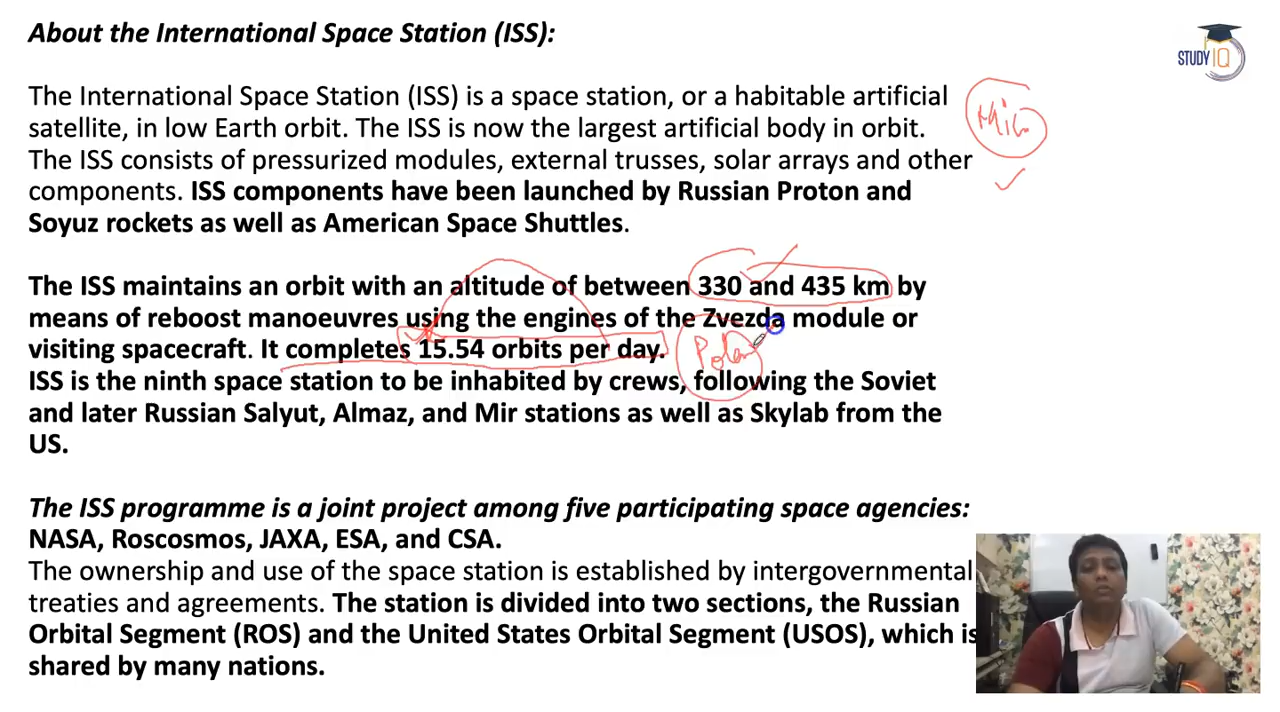 About the International Space Station (ISS):
STUDY IQ
The International Space Station (ISS) is a space station, or a habitable artificial
satellite, in low Earth orbit. The ISS is now the largest artificial body in orbit.
The ISS consists of pressurized modules, external trusses, solar arrays and other
components. ISS components have been launched by Russian Proton and
Soyuz rockets as well as American Space Shuttles.
The ISS maintains an orbit with an altitude of between 330 and 435 km by
means of reboost manoeuvres using the engines of the Zvezda module or
visiting spacecraft. It completes 15.54 orbits per day.
ISS is the ninth space station to be inhabited by crews, following the Soviet
and later Russian Salyut, Almaz, and Mir stations as well as Skylab from the
US.
The ISS programme is a joint project among five participating space agencies:
NASA, Roscosmos, JAXA, ESA, and CSA.
The ownership and use of the space station is established by intergovernmental
treaties and agreements. The station is divided into two sections, the Russian
Orbital Segment (ROS) and the United States Orbital Segment (USOS), which is
shared by many nations.